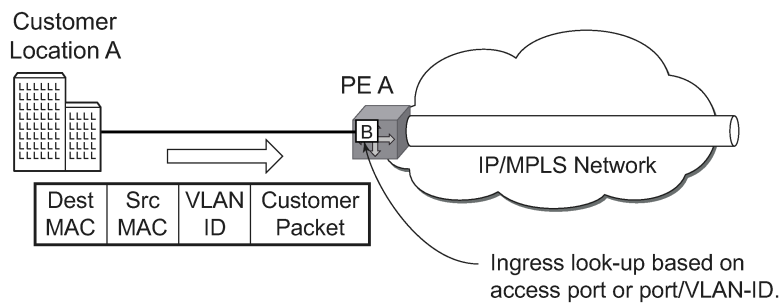 Customer
Location A
PE A
B
IP/MPLS Network
Dest
MAC
Src
MAC
VLAN
ID
Customer
Packet
Ingress look-up based on
access port or port/VLAN-ID.